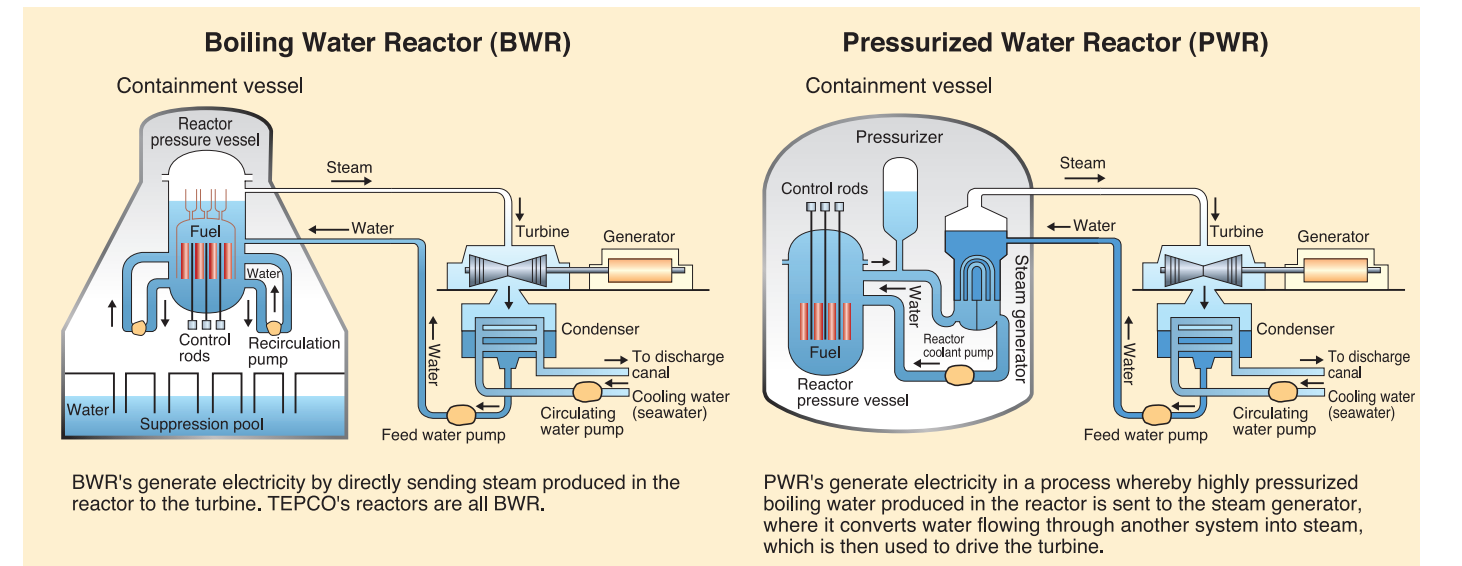 Boiling Water Reactor (BWR)
Containment vessel
Reactor
pressure vessel
Steam
Water
Fuel
Turbine
Generator
Water
Control
rods
Recirculation
pump
Water
Condenser
To discharge
canal
Cooling water
(seawater)
Circulating
water pump
Feed water pump
Water
Suppression pool
BWR's generate electricity by directly sending steam produced in the
reactor to the turbine. TEPCO's reactors are all BWR.
Pressurized Water Reactor (PWR)
Containment vessel
Pressurizer
Control rods
Steam
Water
Turbine
Generator
Water
Steam generator
Fuel
Reactor
coolant pump
Reactor
pressure vessel
Water
Condenser
To discharge
canal
Cooling water
(seawater)
Circulating
water pump
Feed water pump
PWR's generate electricity in a process whereby highly pressurized
boiling water produced in the reactor is sent to the steam generator,
where it converts water flowing through another system into steam,
which is then used to drive the turbine.